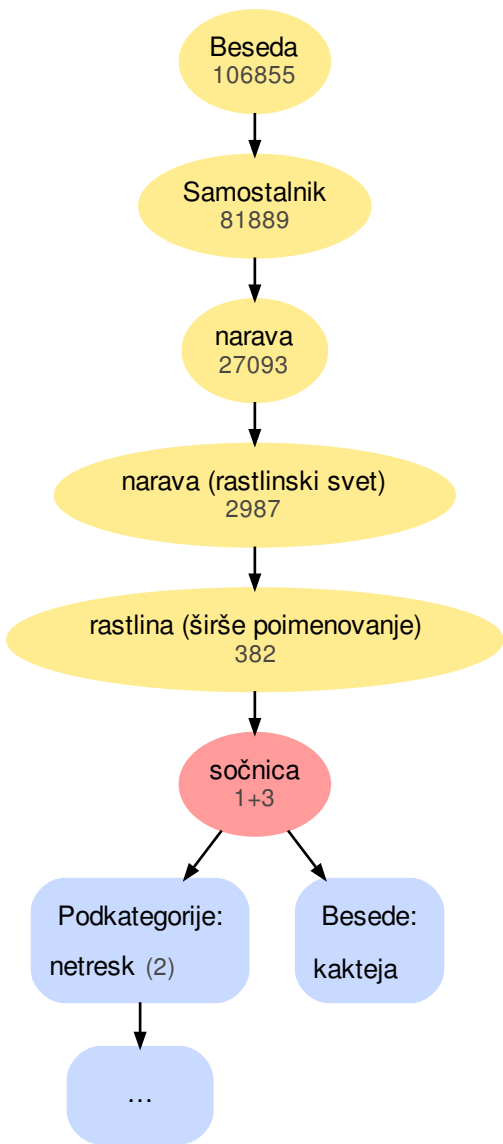 Beseda
106855
Samostalnik
81889
narava
27093
narava (rastlinski svet)
2987
rastlina (širše poimenovanje)
382
sočnica
1+3
Podkategorije:
netresk (2)
Besede:
kakteja
…